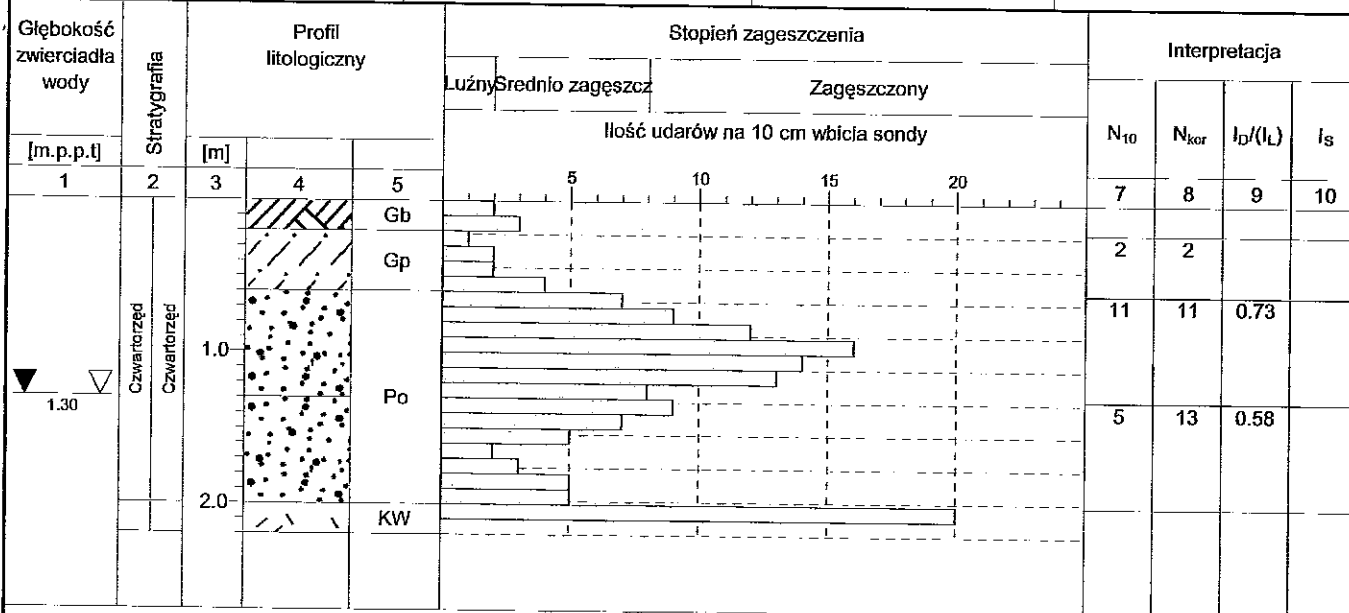 Głębokość
zwierciadła
wody
Stratygrafia
Profil
litologiczny
Stopień zagęszczenia
Interpretacja
Luźny
Srednio zagęszcz
Zagęszczony
Ilość udarów na 10 cm wbicia sondy
[m.p.p.t]
[m]
N10
Nkor
ID/(IL)
IS
1
2
3
4
5
5
10
15
20
7
8
9
10
Gb
Gp
2
2
11
11
0.73
1.0
Czwartorzęd
Czwartorzęd
1.30
Po
5
13
0.58
2.0
KW